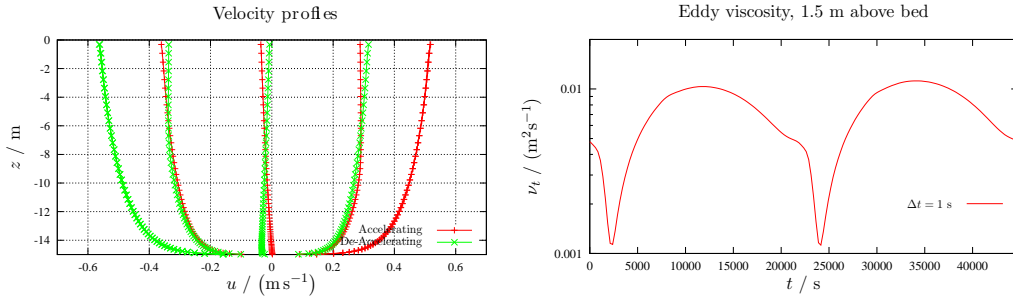 Velocity profiles
0
-2
-4
-6
-8
-10
-12
-14
z / m
-0.6
-0.4
-0.2
0
0.2
0.4
0.6
u / (m s⁻¹)
Accelerating
De-Accelerating
Eddy viscosity, 1.5 m above bed
0.01
0.001
νₜ / (m² s⁻¹)
0
5000
10000
15000
20000
25000
30000
35000
40000
t / s
Δt = 1 s